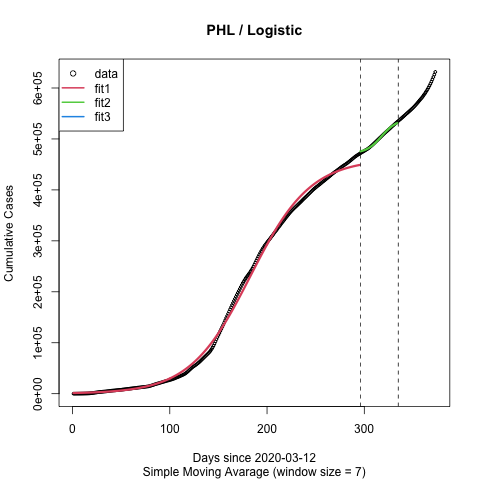 PHL / Logistic
data
fit1
fit2
fit3
Cumulative Cases
6e+05
5e+05
4e+05
3e+05
2e+05
1e+05
0e+00
0 100 200 300
Days since 2020-03-12
Simple Moving Avarage (window size = 7)